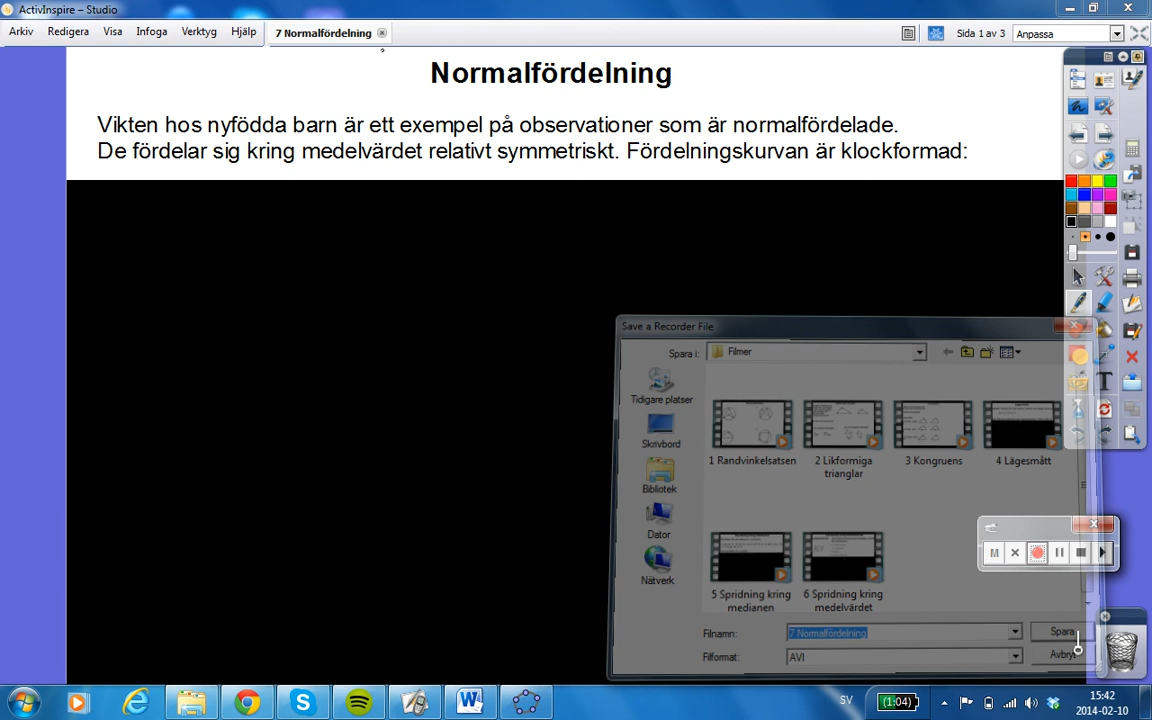 ActivInspire – Studio
Arkiv Redigera Visa Infoga Verktyg Hjälp
7 Normalfördelning
Sida 1 av 3
Anpassa
Normalfördelning
Vikten hos nyfödda barn är ett exempel på observationer som är normalfördelade.
De fördelar sig kring medelvärdet relativt symmetriskt. Fördelningskurvan är klockformad:
Save a Recorder File
Spara i:
Filmer
Tidigare platser
Skrivbord
Bibliotek
Dator
Nätverk
1 Randvinkelsatsen
2 Likformiga
trianglar
3 Kongruens
4 Lägesmått
5 Spridning kring
medianen
6 Spridning kring
medelvärdet
Filnamn:
7 Normalfördelning
Spara
Filformat:
AVI
Avbryt
M
SV
(1:04)
15:42
2014-02-10